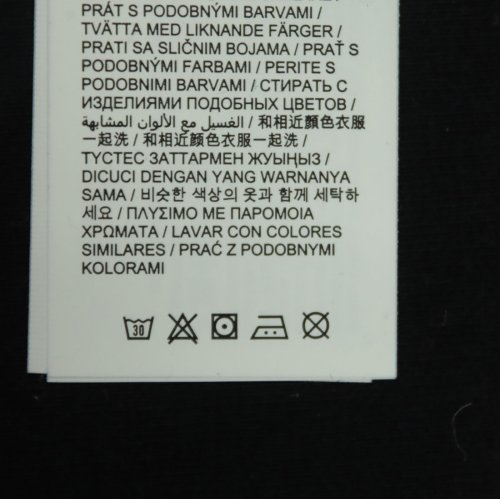 PRÁT S PODOBNÝMI BARVAMI /
TVÄTTA MED LIKNANDE FÄRGER /
PRATI SA SLIČNIM BOJAMA / PRAŤ S
PODOBNÝMI FARBAMI / PERITE S
PODOBNIMI BARVAMI / СТИРАТЬ С
ИЗДЕЛИЯМИ ПОДОБНЫХ ЦВЕТОВ /
الغسيل مع الألوان المشابهة / 和相近顏色衣服
一起洗 / 和相近颜色衣服一起洗 /
ТҮСТЕС ЗАТТАРМЕН ЖУЫҢЫЗ /
DICUCI DENGAN YANG WARNANYA
SAMA / 비슷한 색상의 옷과 함께 세탁하
세요 / ΠΛΥΣΙΜΟ ΜΕ ΠΑΡΟΜΟΙΑ
ΧΡΩΜΑΤΑ / LAVAR CON COLORES
SIMILARES / PRAĆ Z PODOBNYMI
KOLORAMI
30